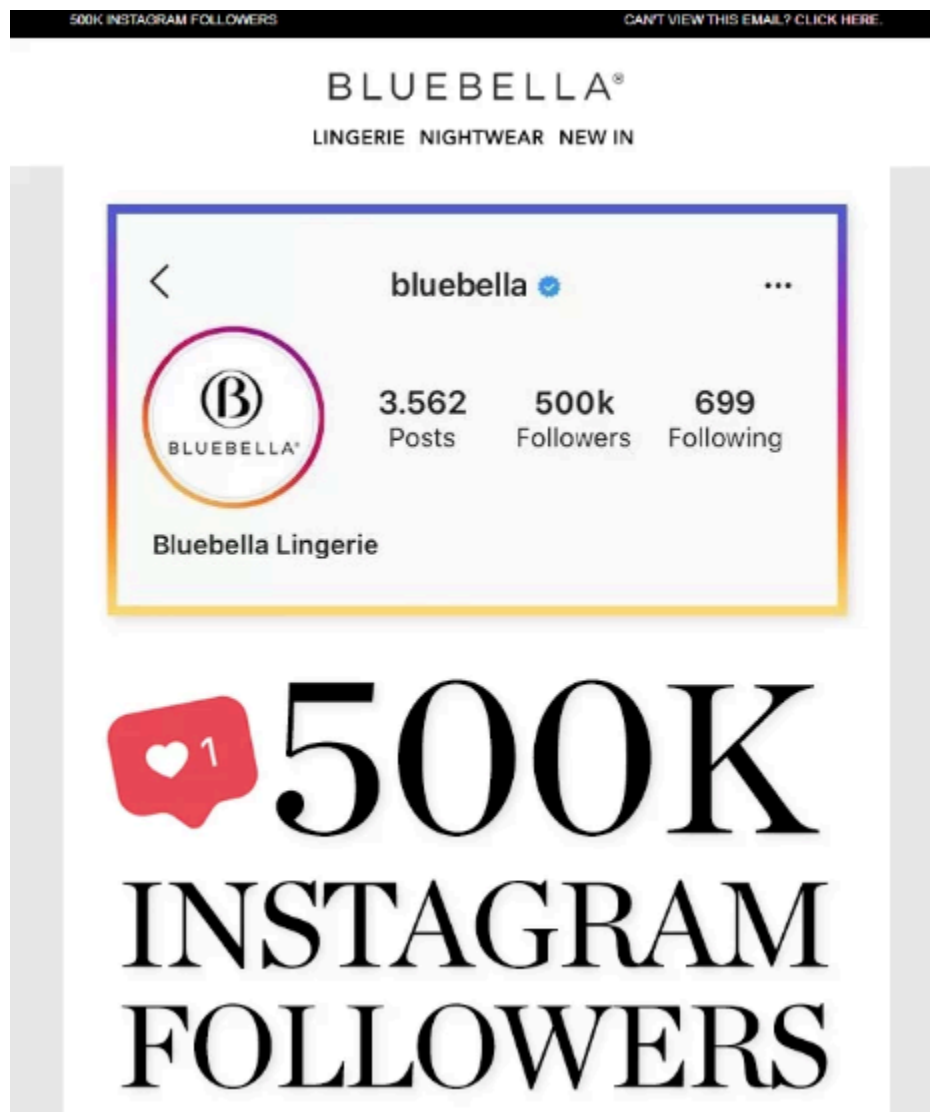 500K INSTAGRAM FOLLOWERS CAN'T VIEW THIS EMAIL? CLICK HERE.
BLUEBELLA®
LINGERIE NIGHTWEAR NEW IN
bluebella
B
BLUEBELLA®
3.562 500k 699
Posts Followers Following
Bluebella Lingerie
1
500K
INSTAGRAM
FOLLOWERS